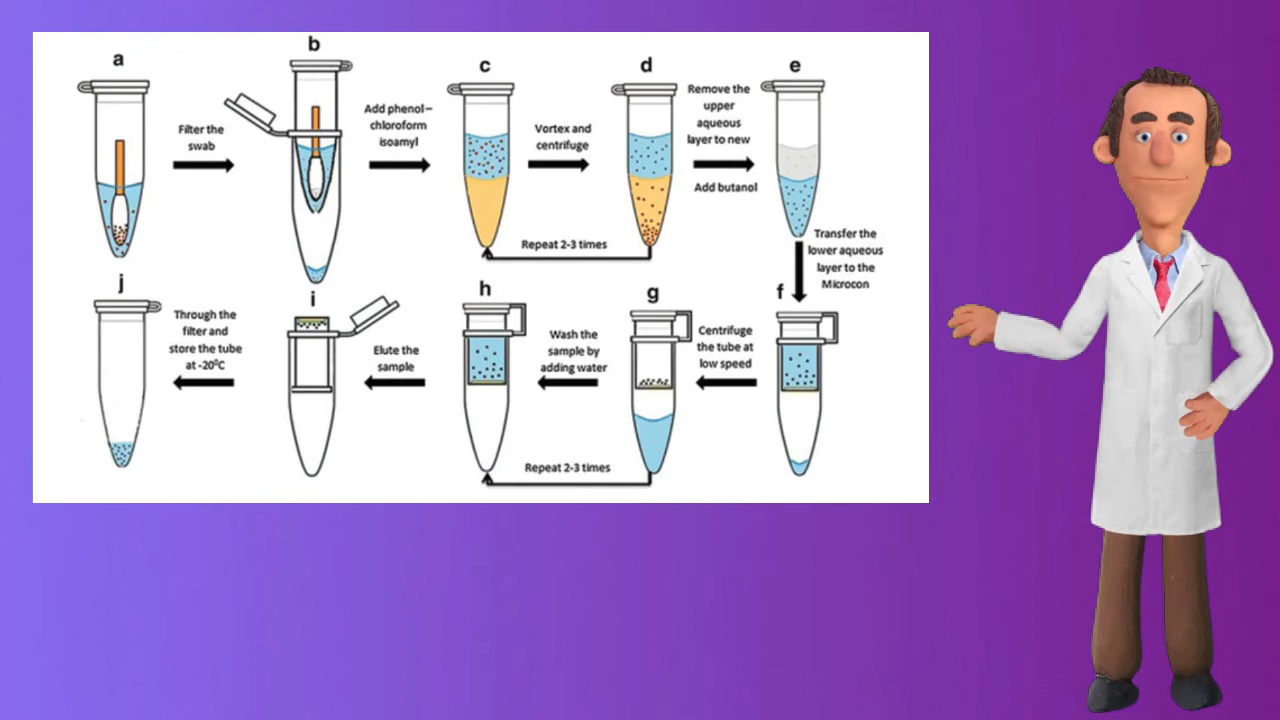 a
b
c
d
e
Filter the
swab
Add phenol–
chloroform
isoamyl
Vortex and
centrifuge
Remove the
upper
aqueous
layer to new
Add butanol
Repeat 2-3 times
Transfer the
lower aqueous
layer to the
Microcon
j
i
h
g
f
Through the
filter and
store the tube
at -20⁰C
Elute the
sample
Wash the
sample by
adding water
Centrifuge
the tube at
low speed
Repeat 2-3 times